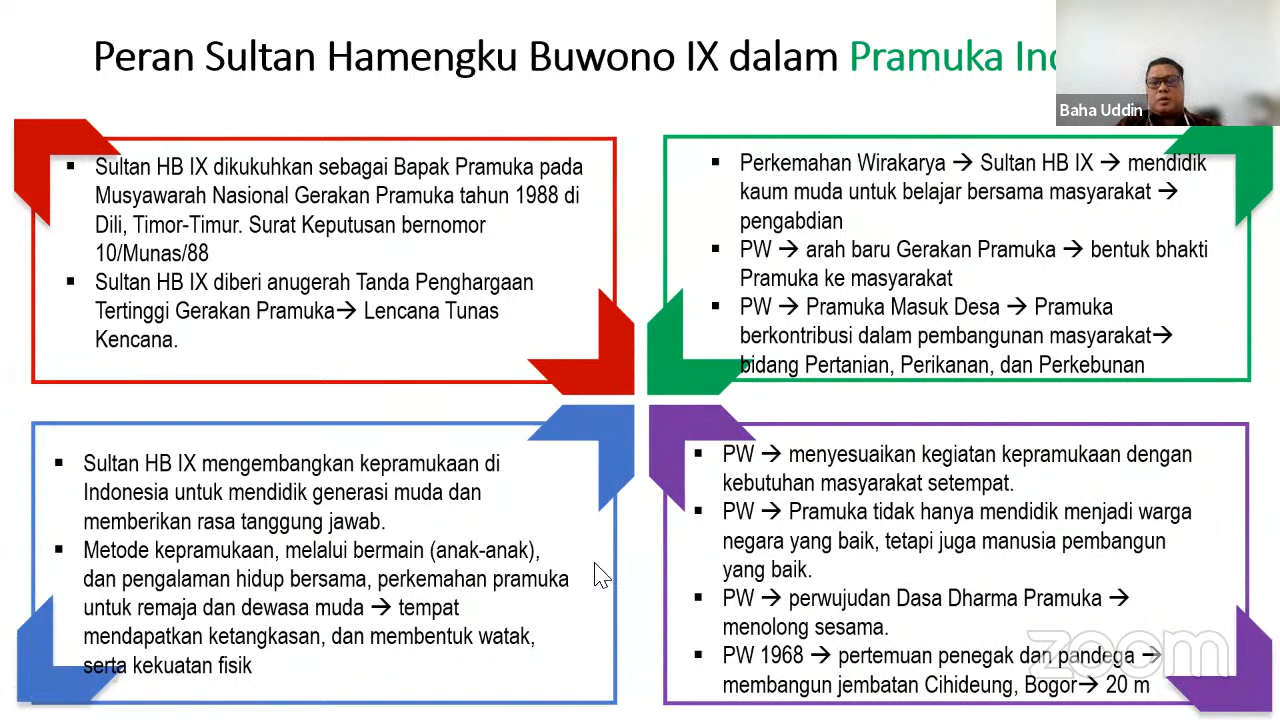 Peran Sultan Hamengku Buwono IX dalam Pramuka
Baha Uddin
▪ Sultan HB IX dikukuhkan sebagai Bapak Pramuka pada
Musyawarah Nasional Gerakan Pramuka tahun 1988 di
Dili, Timor-Timur. Surat Keputusan bernomor
10/Munas/88
▪ Sultan HB IX diberi anugerah Tanda Penghargaan
Tertinggi Gerakan Pramuka→ Lencana Tunas
Kencana.
▪ Perkemahan Wirakarya → Sultan HB IX → mendidik
kaum muda untuk belajar bersama masyarakat →
pengabdian
▪ PW → arah baru Gerakan Pramuka → bentuk bhakti
Pramuka ke masyarakat
▪ PW → Pramuka Masuk Desa → Pramuka
berkontribusi dalam pembangunan masyarakat→
bidang Pertanian, Perikanan, dan Perkebunan
▪ Sultan HB IX mengembangkan kepramukaan di
Indonesia untuk mendidik generasi muda dan
memberikan rasa tanggung jawab.
▪ Metode kepramukaan, melalui bermain (anak-anak),
dan pengalaman hidup bersama, perkemahan pramuka
untuk remaja dan dewasa muda → tempat
mendapatkan ketangkasan, dan membentuk watak,
serta kekuatan fisik
▪ PW → menyesuaikan kegiatan kepramukaan dengan
kebutuhan masyarakat setempat.
▪ PW → Pramuka tidak hanya mendidik menjadi warga
negara yang baik, tetapi juga manusia pembangun
yang baik.
▪ PW → perwujudan Dasa Dharma Pramuka →
menolong sesama.
▪ PW 1968 → pertemuan penegak dan pandega →
membangun jembatan Cihideung, Bogor→ 20 m
zoom